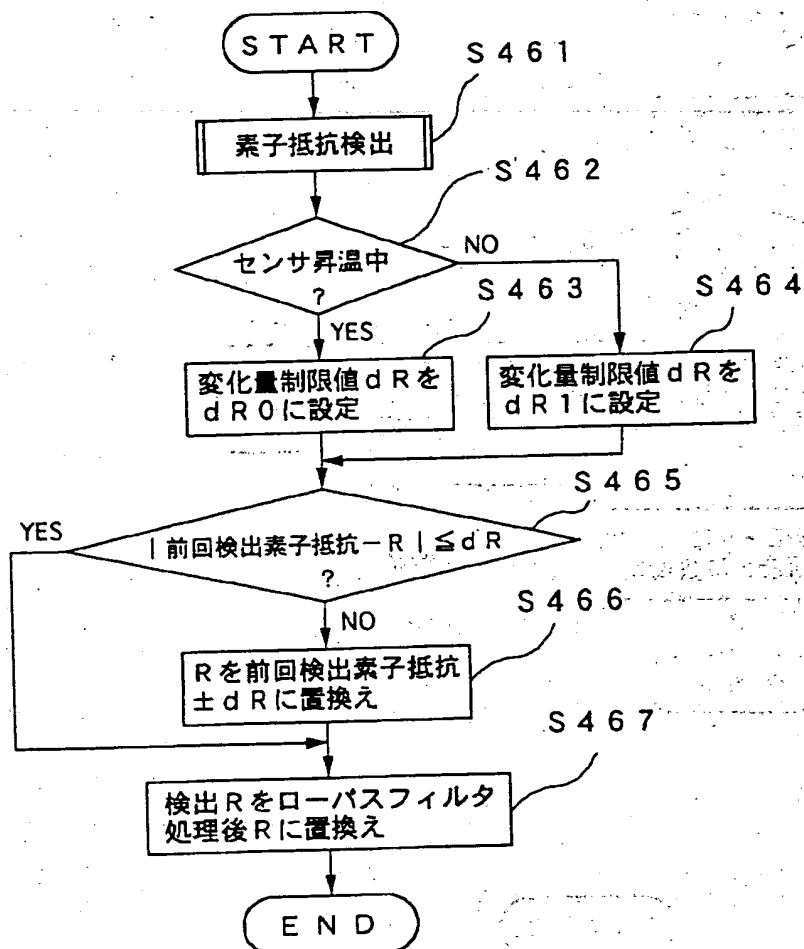 START
S461
素子抵抗検出
S462
センサ昇温中
?
NO
YES
S463
S464
変化量制限値dRを
dR0に設定
変化量制限値dRを
dR1に設定
S465
YES
|前回検出素子抵抗-R|≦dR
?
NO
S466
Rを前回検出素子抵抗
±dRに置換え
S467
検出Rをローパスフィルタ
処理後Rに置換え
END